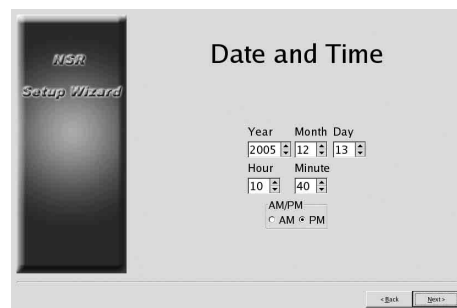 NSR
Setup Wizard
Date and Time
Year Month Day
2005 12 13
Hour Minute
10 40
AM/PM
AM PM
<Back Next>